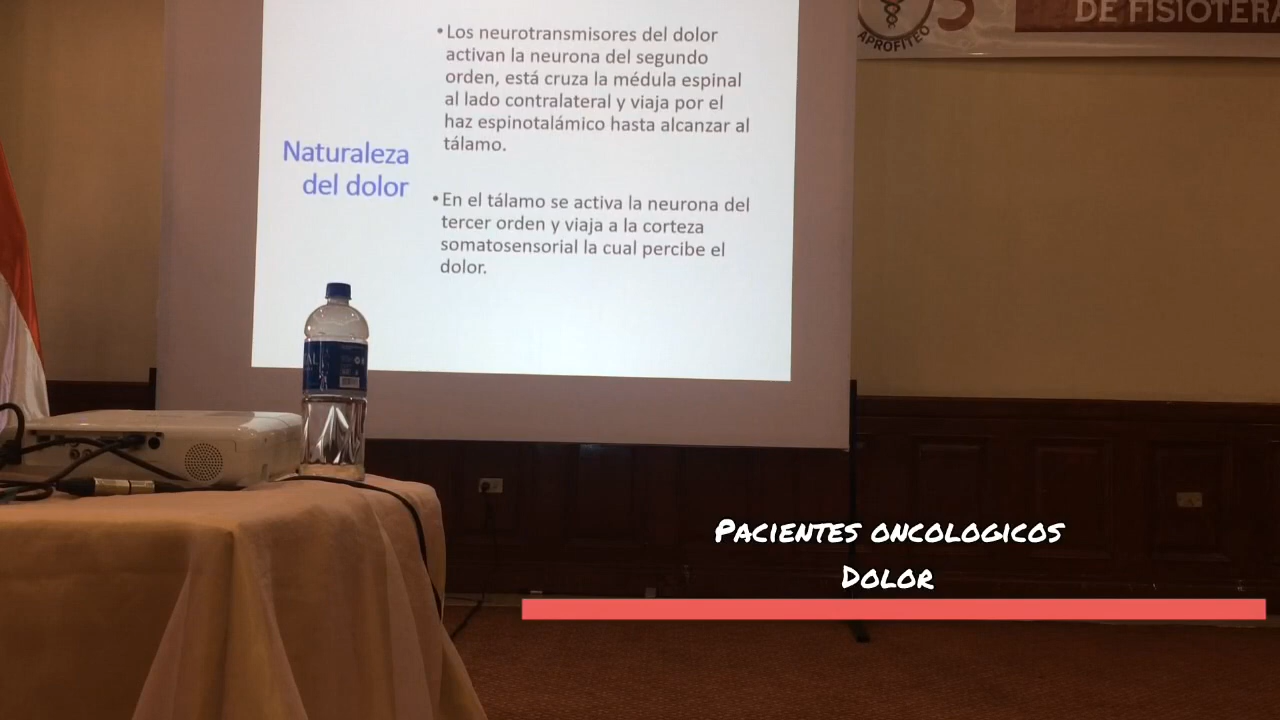 DE FISIOTERA
APROFITEO
• Los neurotransmisores del dolor
activan la neurona del segundo
orden, está cruza la médula espinal
al lado contralateral y viaja por el
haz espinotalámico hasta alcanzar al
tálamo.
Naturaleza
del dolor
• En el tálamo se activa la neurona del
tercer orden y viaja a la corteza
somatosensorial la cual percibe el
dolor.
Pacientes oncologicos
Dolor